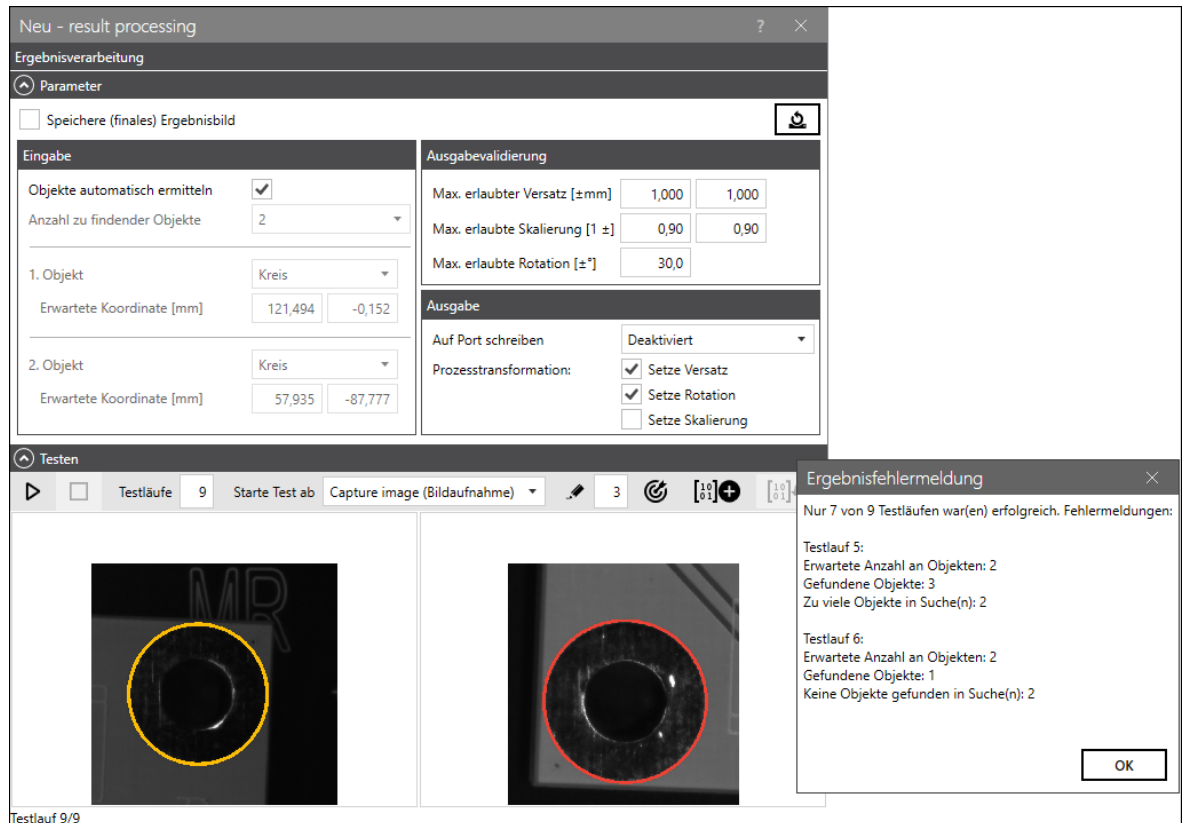 Neu - result processing ? ×
Ergebnisverarbeitung
Parameter
Speichere (finales) Ergebnisbild
Eingabe
Objekte automatisch ermitteln
Anzahl zu findender Objekte 2
1. Objekt Kreis
Erwartete Koordinate [mm] 121,494 -0,152
2. Objekt Kreis
Erwartete Koordinate [mm] 57,935 -87,777
Ausgabevalidierung
Max. erlaubter Versatz [±mm] 1,000 1,000
Max. erlaubte Skalierung [1 ±] 0,90 0,90
Max. erlaubte Rotation [±°] 30,0
Ausgabe
Auf Port schreiben Deaktiviert
Prozesstransformation: Setze Versatz
Setze Rotation
Setze Skalierung
Testen
Testläufe 9 Starte Test ab Capture image (Bildaufnahme) 3 [10 01] [10 01]
MR
Testlauf 9/9
Ergebnisfehlermeldung ×
Nur 7 von 9 Testläufen war(en) erfolgreich. Fehlermeldungen:
Testlauf 5:
Erwartete Anzahl an Objekten: 2
Gefundene Objekte: 3
Zu viele Objekte in Suche(n): 2
Testlauf 6:
Erwartete Anzahl an Objekten: 2
Gefundene Objekte: 1
Keine Objekte gefunden in Suche(n): 2
OK